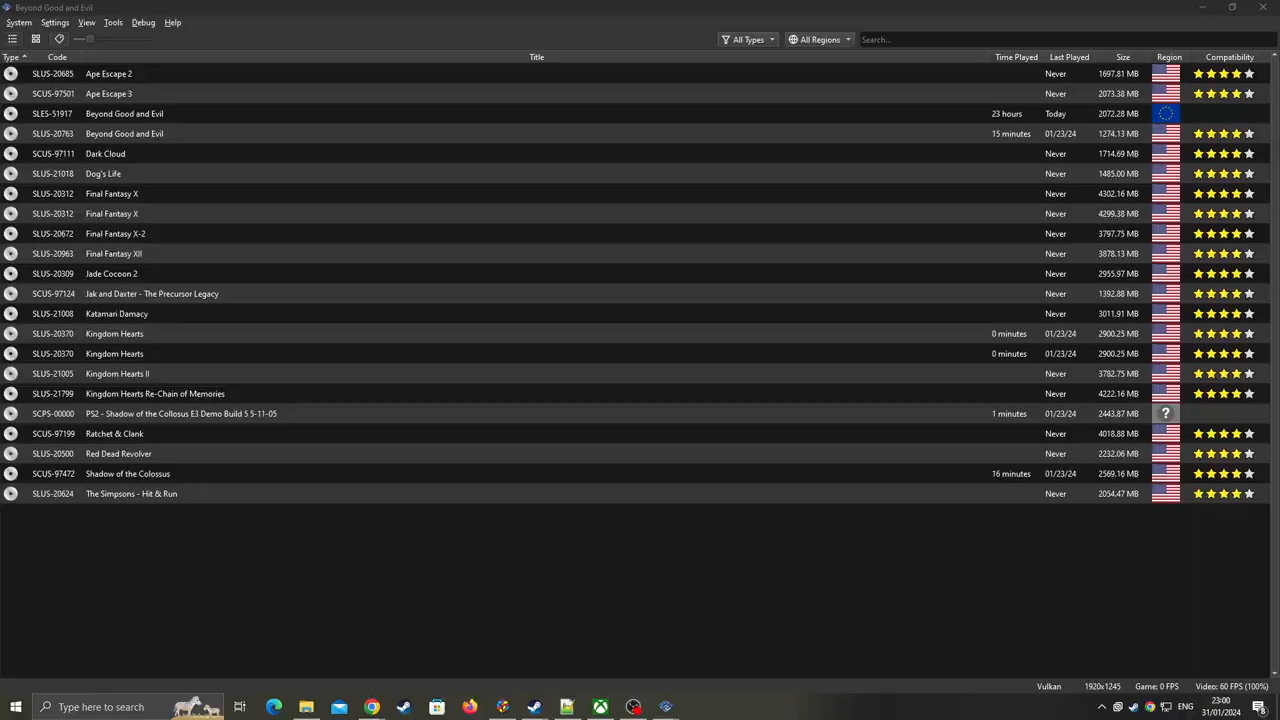 Beyond Good and Evil
System Settings View Tools Debug Help
All Types All Regions Search...
Type Code Title Time Played Last Played Size Region Compatibility
SLUS-20685 Ape Escape 2 Never 1697.81 MB
SCUS-97501 Ape Escape 3 Never 2073.38 MB
SLES-51917 Beyond Good and Evil 23 hours Today 2072.28 MB
SLUS-20763 Beyond Good and Evil 15 minutes 01/23/24 1274.13 MB
SCUS-97111 Dark Cloud Never 1714.69 MB
SLUS-21018 Dog's Life Never 1485.00 MB
SLUS-20312 Final Fantasy X Never 4302.16 MB
SLUS-20312 Final Fantasy X Never 4299.38 MB
SLUS-20672 Final Fantasy X-2 Never 3797.75 MB
SLUS-20963 Final Fantasy XII Never 3878.13 MB
SLUS-20309 Jade Cocoon 2 Never 2955.97 MB
SCUS-97124 Jak and Daxter - The Precursor Legacy Never 1392.88 MB
SLUS-21008 Katamari Damacy Never 3011.91 MB
SLUS-20370 Kingdom Hearts 0 minutes 01/23/24 2900.25 MB
SLUS-20370 Kingdom Hearts 0 minutes 01/23/24 2900.25 MB
SLUS-21005 Kingdom Hearts II Never 3782.75 MB
SLUS-21799 Kingdom Hearts Re-Chain of Memories Never 4222.16 MB
SCPS-00000 PS2 - Shadow of the Collosus E3 Demo Build 5 5-11-05 1 minutes 01/23/24 2443.87 MB ?
SCUS-97199 Ratchet & Clank Never 4018.88 MB
SLUS-20500 Red Dead Revolver Never 2232.06 MB
SCUS-97472 Shadow of the Colossus 16 minutes 01/23/24 2569.16 MB
SLUS-20624 The Simpsons - Hit & Run Never 2054.47 MB
Vulkan 1920x1245 Game: 0 FPS Video: 60 FPS (100%)
Type here to search ENG 23:00
31/01/2024 8